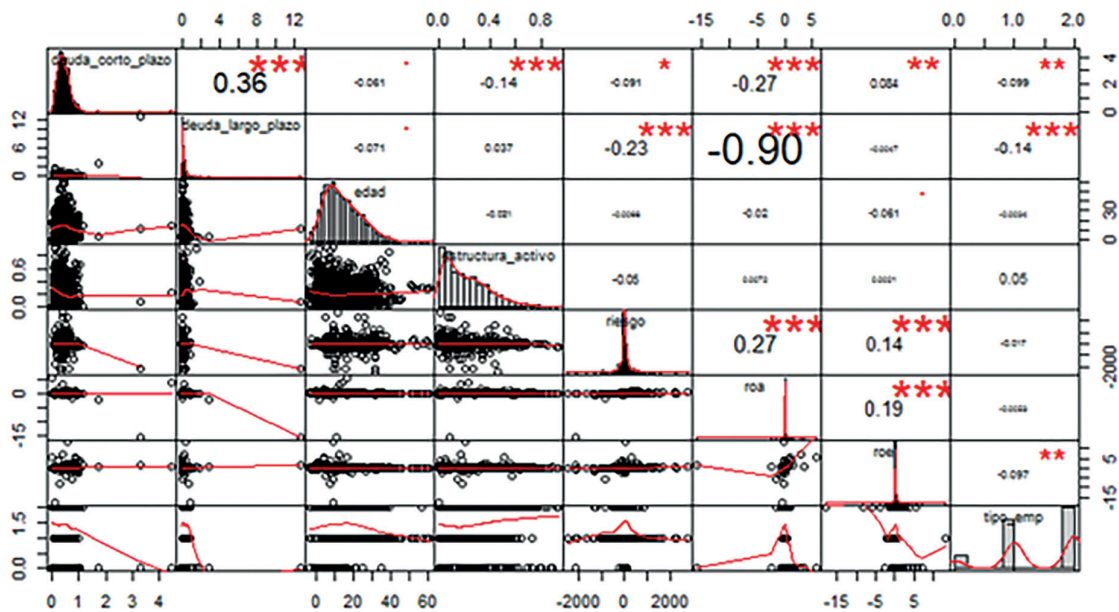 0 4 8 12 0.0 0.4 0.8 -15 -5 0 5 0.0 1.0 2.0
deuda_corto_plazo 0.36 *** -0.061 . -0.14 *** -0.091 * -0.27 *** 0.084 ** -0.099 ** 0 2 4
0 6 12 deuda_largo_plazo -0.071 . 0.037 -0.23 *** -0.90 *** -0.0047 -0.14 ***
edad -0.021 -0.02 -0.061 . 0 30
0.0 0.6 structura_activo -0.05 0.05
riesgo 0.27 *** 0.14 *** -0.017 -2000
-15 0 roa 0.19 ***
roe -0.097 ** -15 5
0.0 1.5 tipo_emp
0 1 2 3 4 0 20 40 60 -2000 0 2000 -5 5